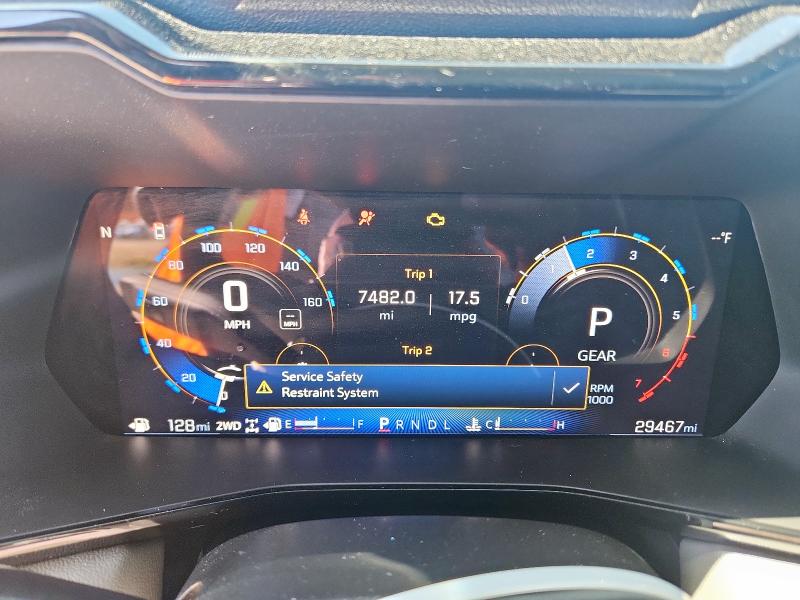 N
--°F
Trip 1
7482.0 17.5
mi mpg
Trip 2
0 20 40 60 80 100 120 140 160
0
MPH
MPH
0 1 2 3 4 5 6 7
P
GEAR
RPM
1000
Service Safety
Restraint System
128mi 2WD E F P R N D L C H 29467mi